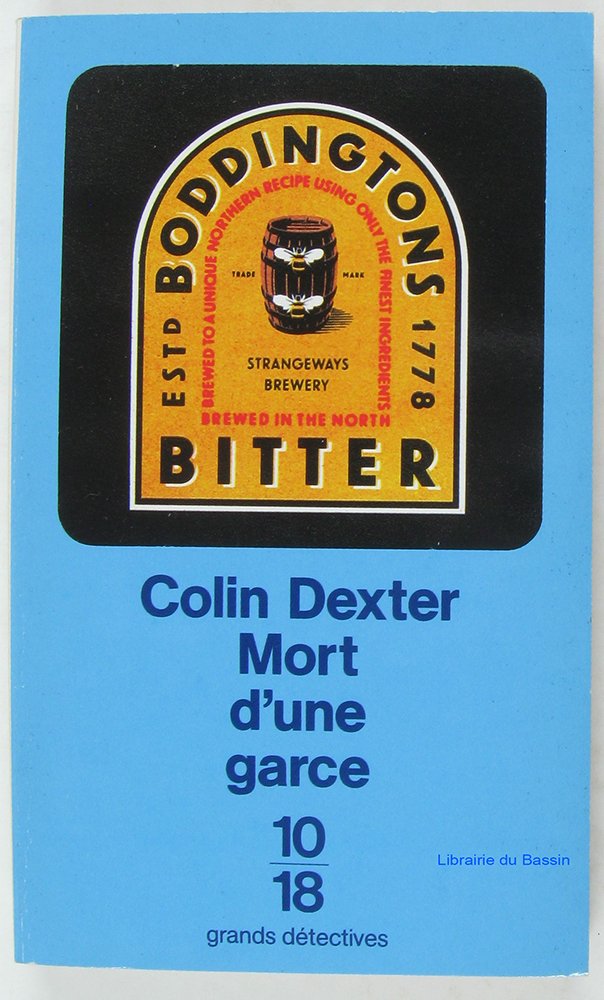 BODDINGTONS
ESTD 1778
BREWED TO A UNIQUE NORTHERN RECIPE USING ONLY THE FINEST INGREDIENTS
TRADE MARK
STRANGEWAYS
BREWERY
BREWED IN THE NORTH
BITTER
Colin Dexter
Mort
d'une
garce
10
18
grands détectives
Librairie du Bassin